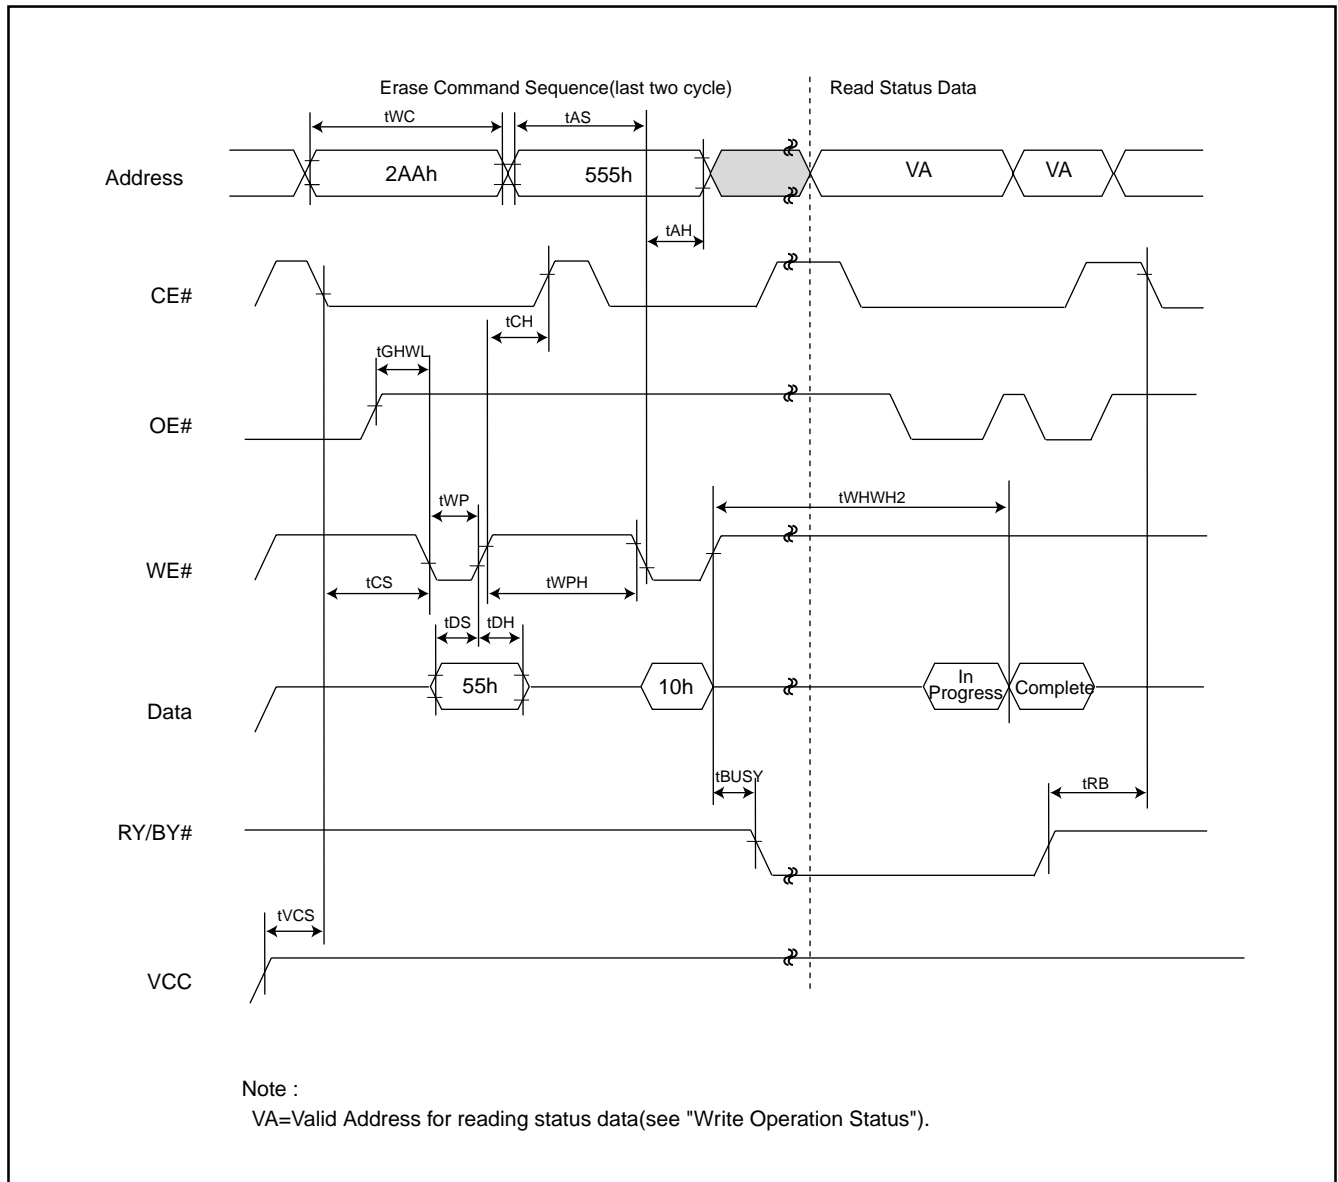 Erase Command Sequence(last two cycle)
Read Status Data
tWC
tAS
Address
2AAh
555h
VA
VA
tAH
CE#
tCH
tGHWL
OE#
tWP
tWHWH2
WE#
tCS
tWPH
tDS
tDH
Data
55h
10h
In
Progress
Complete
tBUSY
tRB
RY/BY#
tVCS
VCC
Note :
VA=Valid Address for reading status data(see "Write Operation Status").